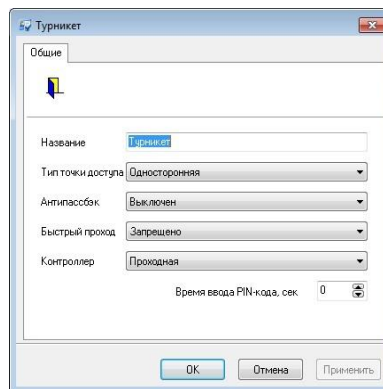 Турникет
Общие
Название Турникет
Тип точки доступа Односторонняя
Антипассбэк Выключен
Быстрый проход Запрещено
Контроллер Проходная
Время ввода PIN-кода, сек 0
OK Отмена Применить